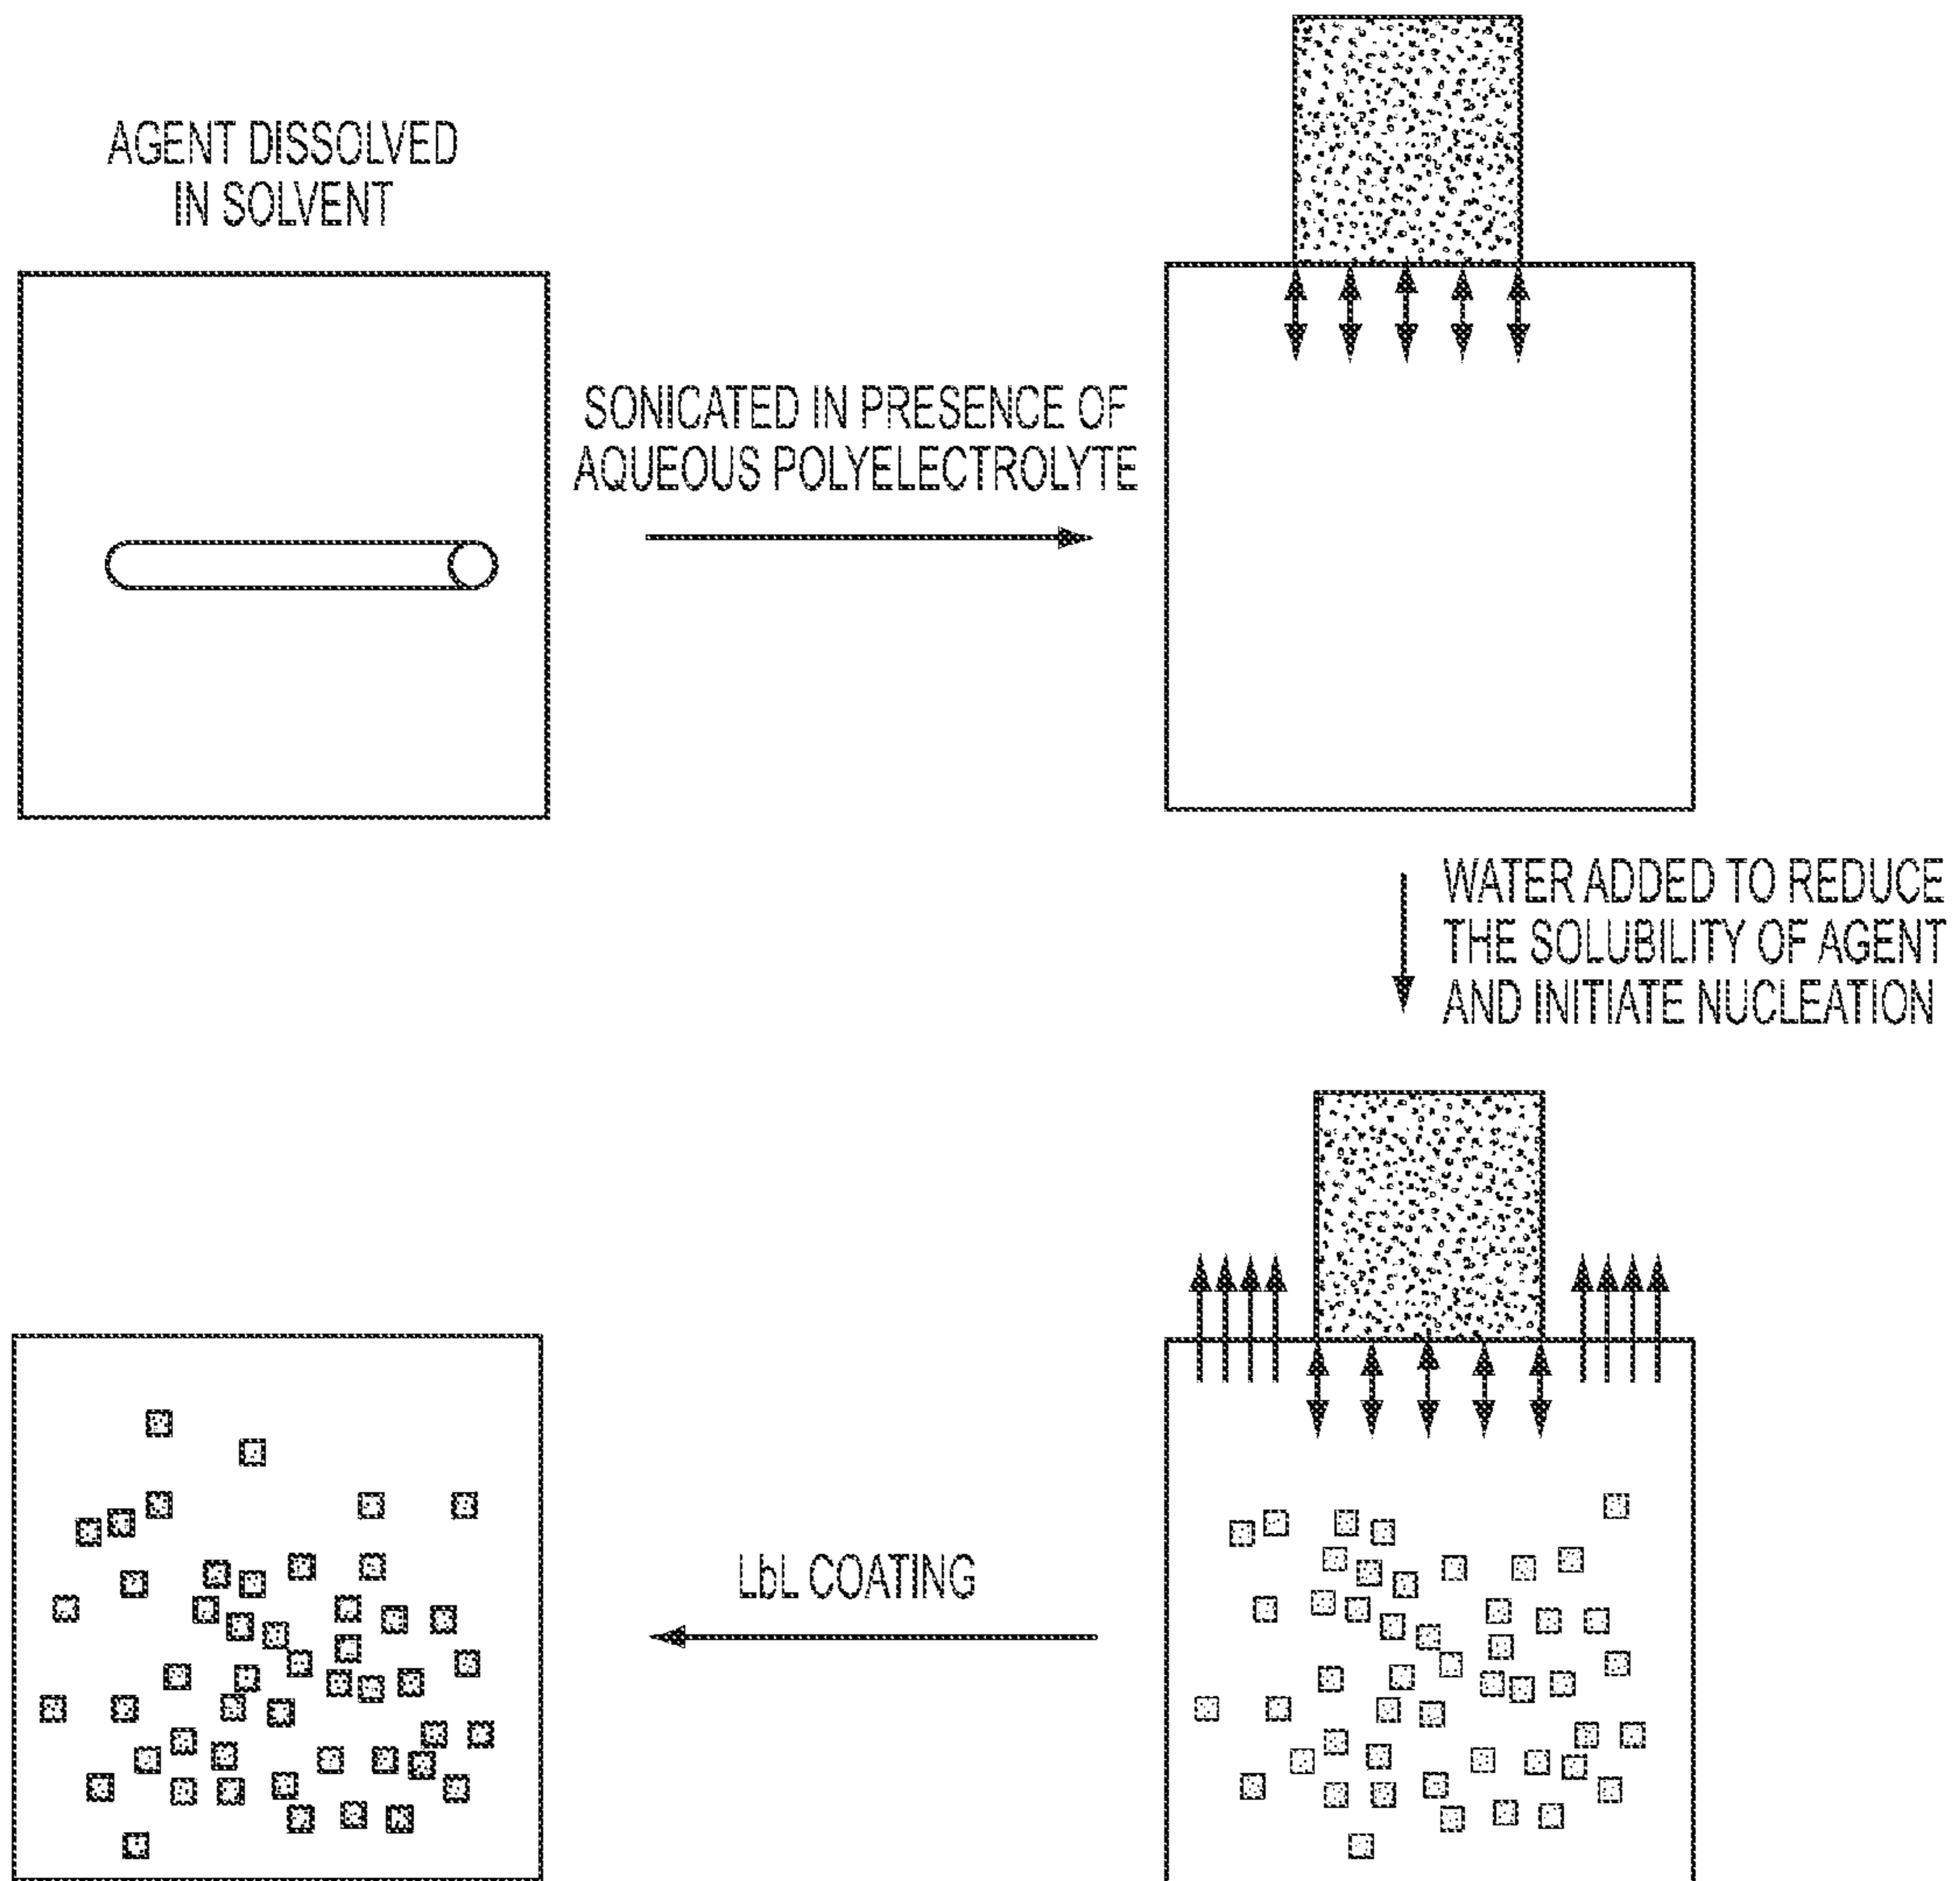 AGENT DISSOLVED
IN SOLVENT
SONICATED IN PRESENCE OF
AQUEOUS POLYELECTROLYTE
WATER ADDED TO REDUCE
THE SOLUBILITY OF AGENT
AND INITIATE NUCLEATION
LbL COATING